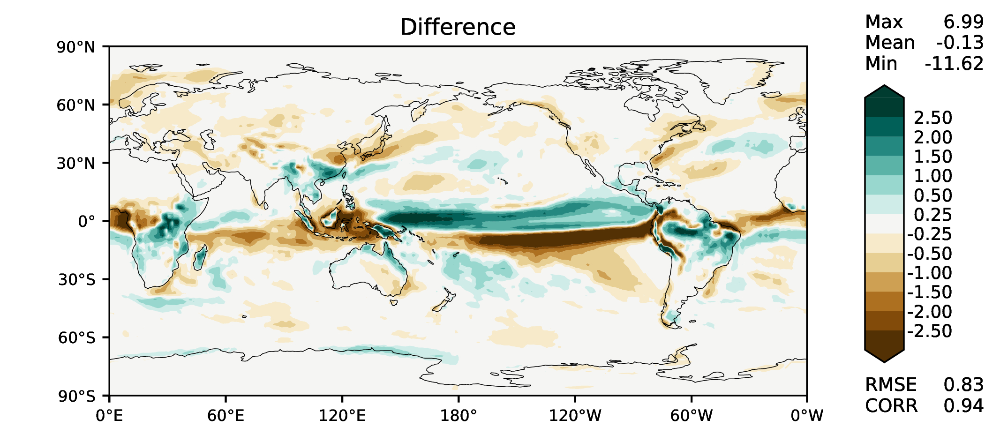 Difference
Max 6.99
Mean -0.13
Min -11.62
90°N
60°N
30°N
0°
30°S
60°S
90°S
0°E 60°E 120°E 180° 120°W 60°W 0°W
2.50
2.00
1.50
1.00
0.50
0.25
-0.25
-0.50
-1.00
-1.50
-2.00
-2.50
RMSE 0.83
CORR 0.94